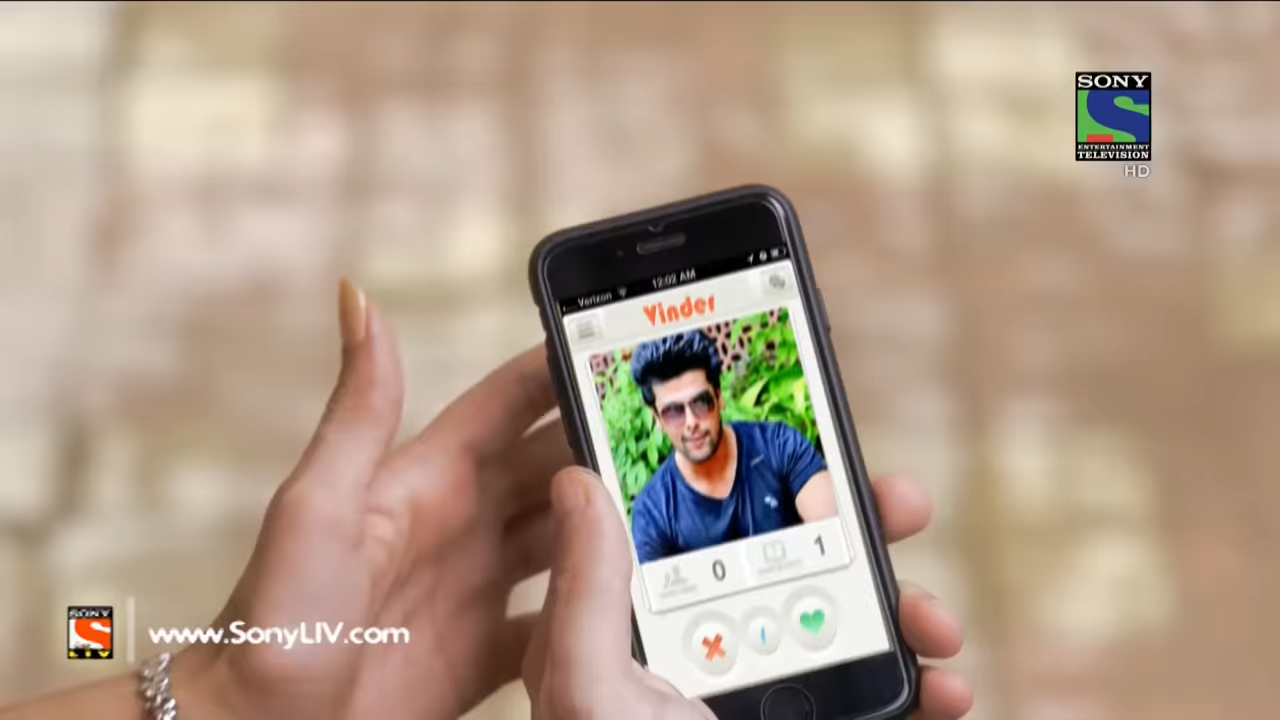 SONY
ENTERTAINMENT
TELEVISION
HD
Verizon 12:02 AM
Vinder
0 1
SONY
LIV
www.SonyLIV.com